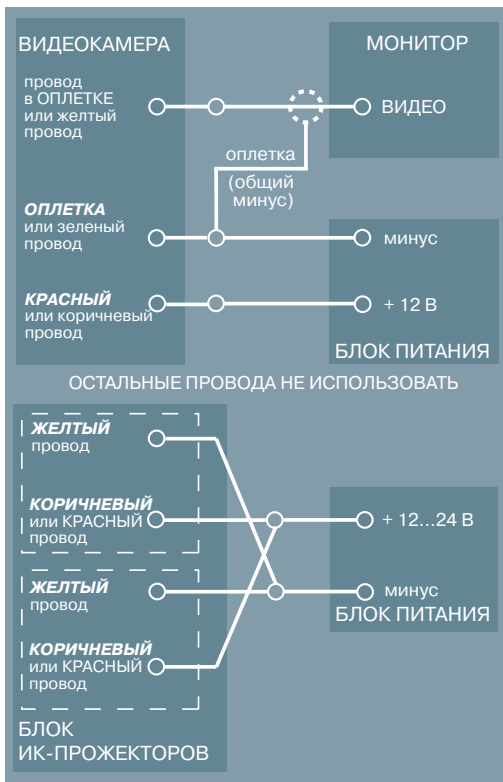 ВИДЕОКАМЕРА
МОНИТОР
провод
в ОПЛЕТКЕ
или желтый
провод
ВИДЕО
оплетка
(общий
минус)
ОПЛЕТКА
или зеленый
провод
минус
КРАСНЫЙ
или коричневый
провод
+ 12 В
БЛОК ПИТАНИЯ
ОСТАЛЬНЫЕ ПРОВОДА НЕ ИСПОЛЬЗОВАТЬ
ЖЕЛТЫЙ
провод
КОРИЧНЕВЫЙ
или КРАСНЫЙ
провод
+ 12...24 В
ЖЕЛТЫЙ
провод
минус
БЛОК ПИТАНИЯ
КОРИЧНЕВЫЙ
или КРАСНЫЙ
провод
БЛОК
ИК-ПРОЖЕКТОРОВ